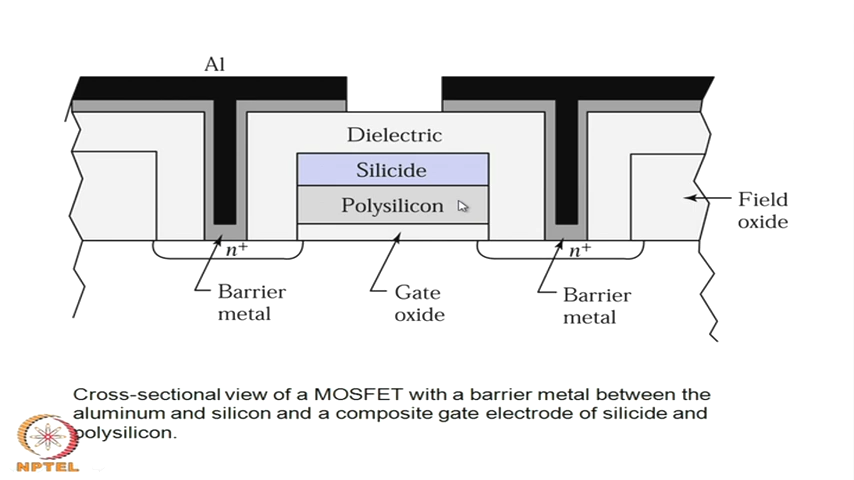 Al
Dielectric
Silicide
Polysilicon
Field
oxide
n+
n+
Barrier
metal
Gate
oxide
Barrier
metal
Cross-sectional view of a MOSFET with a barrier metal between the
aluminum and silicon and a composite gate electrode of silicide and
polysilicon.
NPTEL